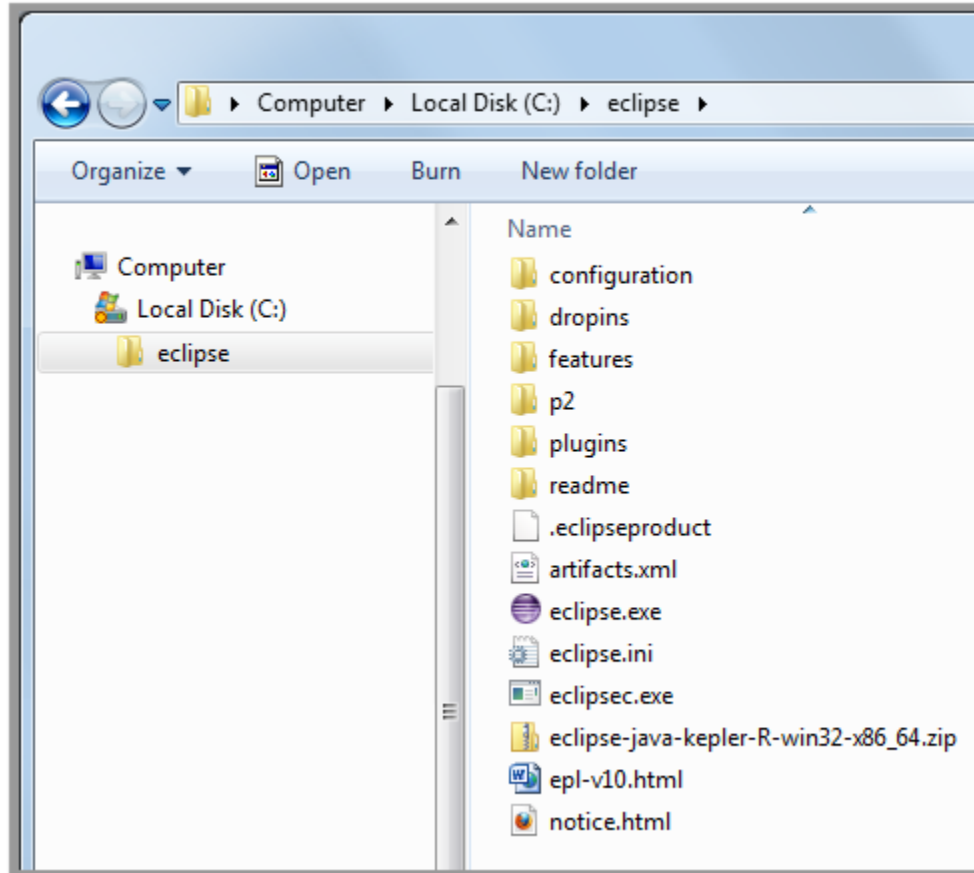 Computer Local Disk (C:) eclipse
Organize Open Burn New folder
Computer
Local Disk (C:)
eclipse
Name
configuration
dropins
features
p2
plugins
readme
.eclipseproduct
artifacts.xml
eclipse.exe
eclipse.ini
eclipsec.exe
eclipse-java-kepler-R-win32-x86_64.zip
epl-v10.html
notice.html